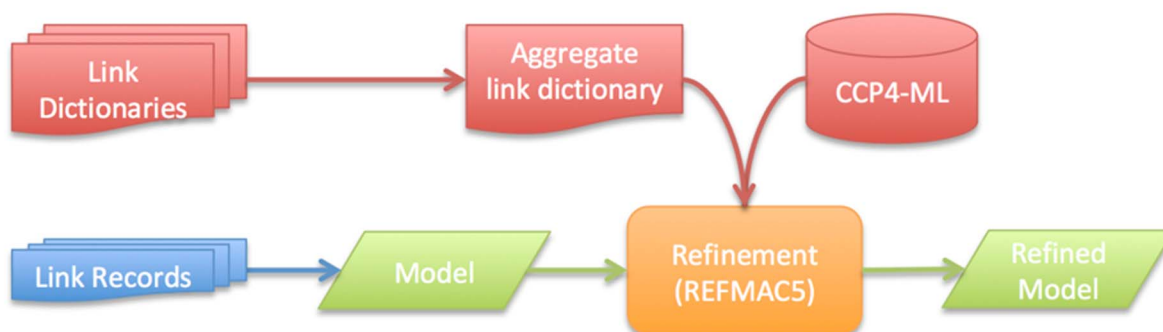 Link
Dictionaries
Aggregate
link dictionary
CCP4-ML
Link Records
Model
Refinement
(REFMAC5)
Refined
Model